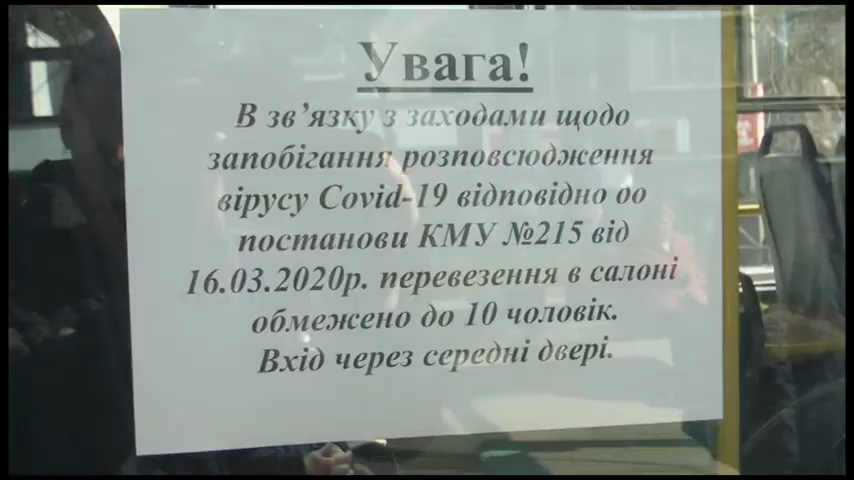 Увага!
В зв’язку з заходами щодо
запобігання розповсюдження
вірусу Covid-19 відповідно оо
постанови КМУ №215 від
16.03.2020р. перевезення в салоні
обмежено до 10 чоловік.
Вхід через середні двері.